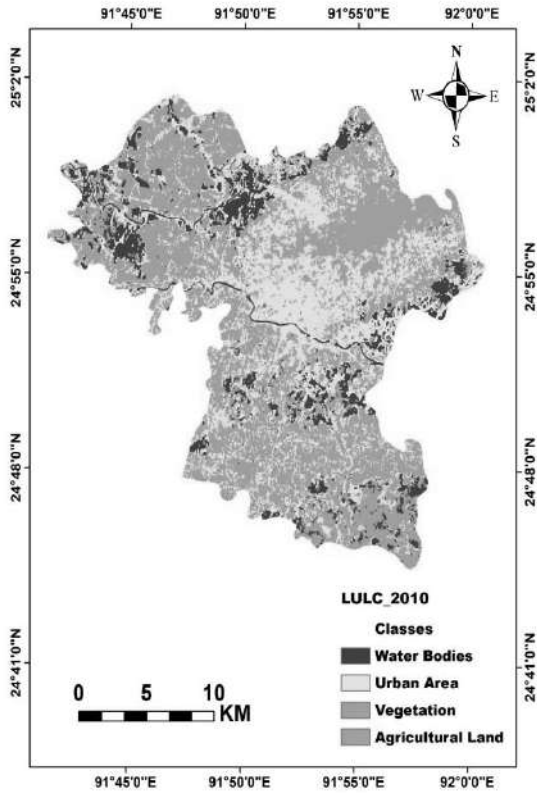 91°45'0"E 91°50'0"E 91°55'0"E 92°0'0"E
N
W E
S
25°2'0"N 25°2'0"N
24°55'0"N 24°55'0"N
24°48'0"N 24°48'0"N
24°41'0"N 24°41'0"N
LULC_2010
Classes
Water Bodies
Urban Area
Vegetation
Agricultural Land
0 5 10
KM
91°45'0"E 91°50'0"E 91°55'0"E 92°0'0"E